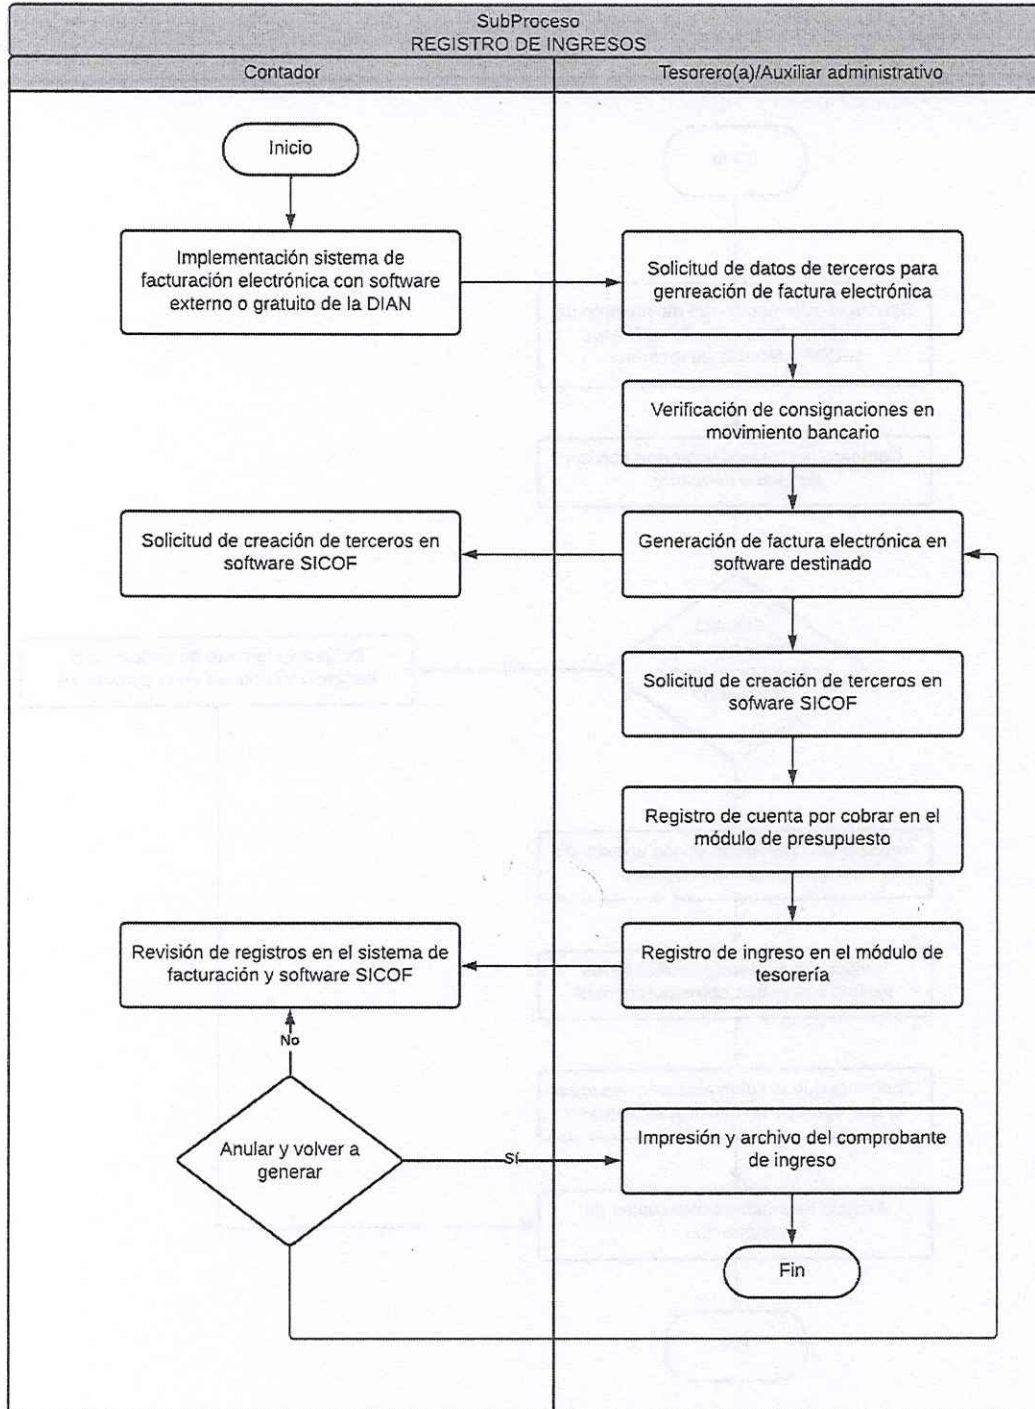 SubProceso
REGISTRO DE INGRESOS
Contador
Tesorero(a)/Auxiliar administrativo
Inicio
Implementación sistema de
facturación electrónica con software
externo o gratuito de la DIAN
Solicitud de datos de terceros para
genreación de factura electrónica
Verificación de consignaciones en
movimiento bancario
Solicitud de creación de terceros en
software SICOF
Generación de factura electrónica en
software destinado
Solicitud de creación de terceros en
sofware SICOF
Registro de cuenta por cobrar en el
módulo de presupuesto
Revisión de registros en el sistema de
facturación y software SICOF
Registro de ingreso en el módulo de
tesorería
No
Anular y volver a
generar
Sí
Impresión y archivo del comprobante
de ingreso
Fin